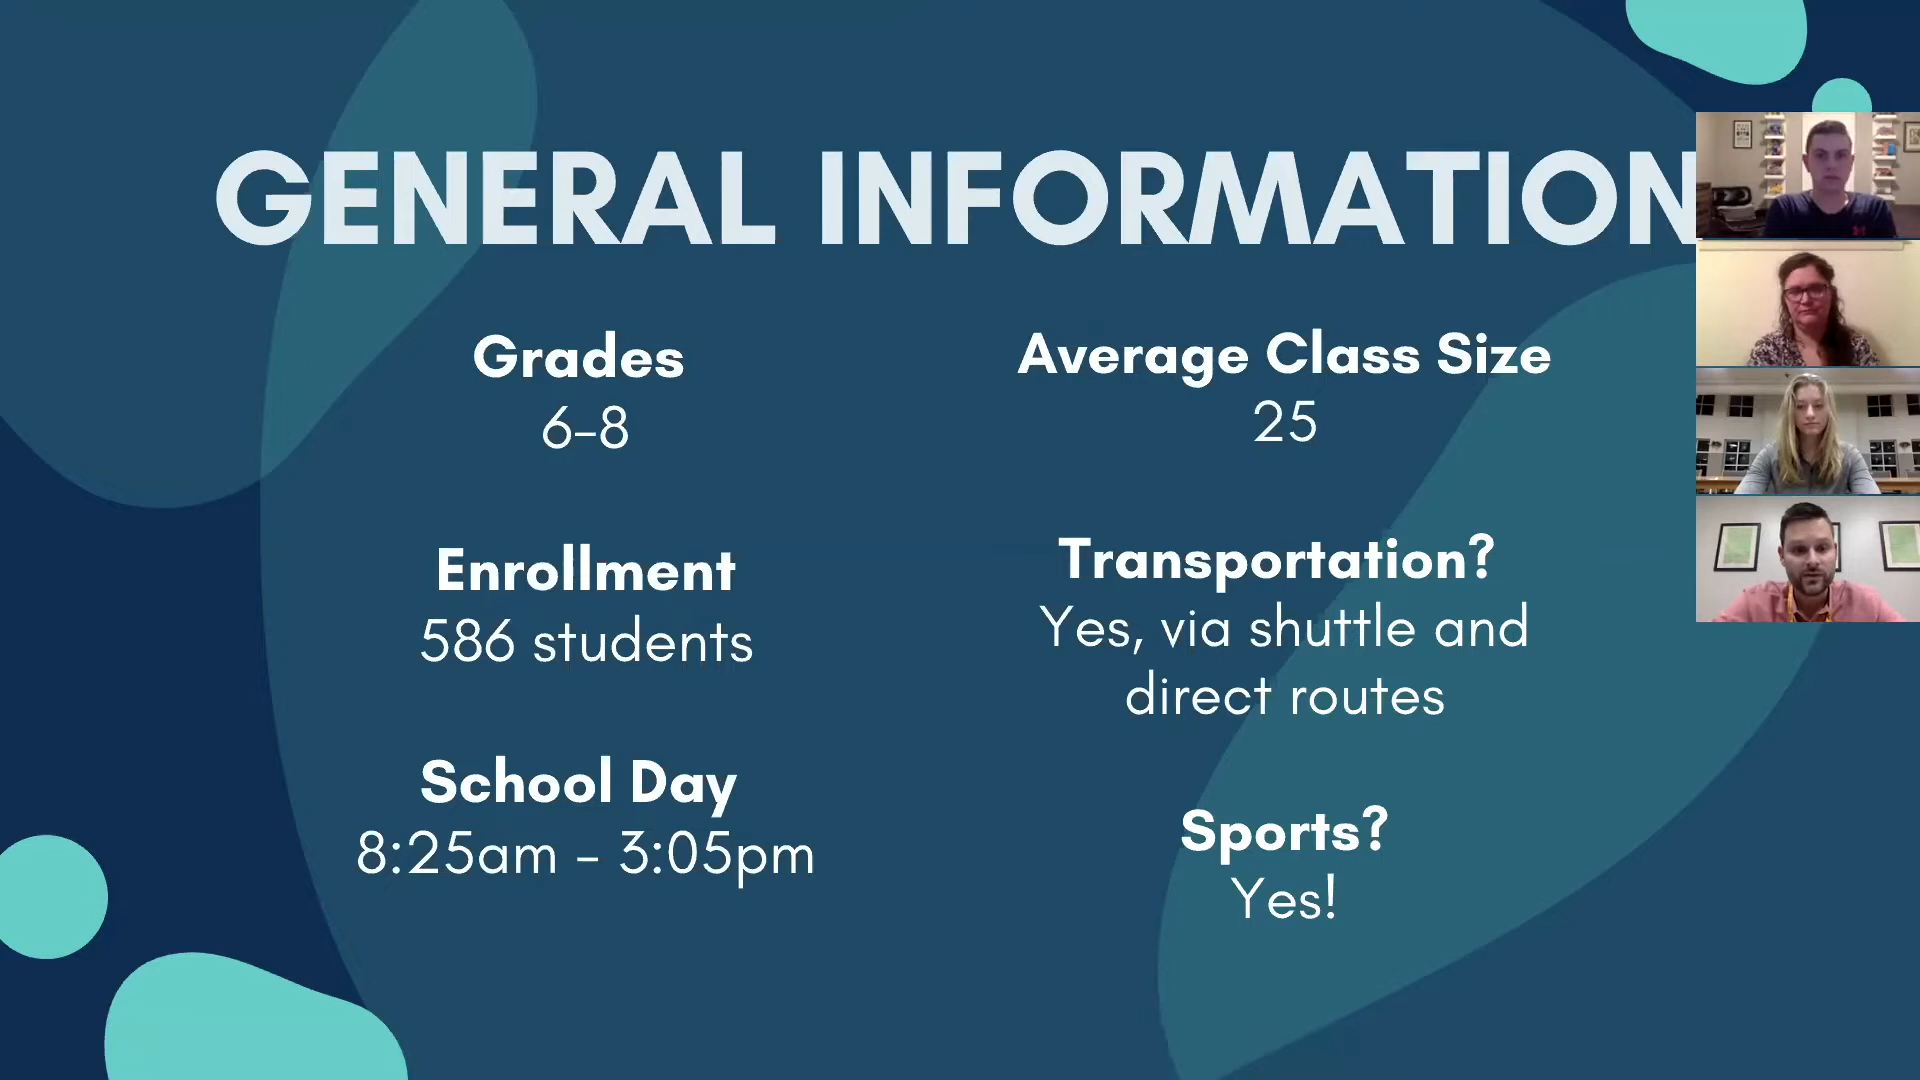 GENERAL INFORMATION
Grades
6-8
Enrollment
586 students
School Day
8:25am - 3:05pm
Average Class Size
25
Transportation?
Yes, via shuttle and
direct routes
Sports?
Yes!